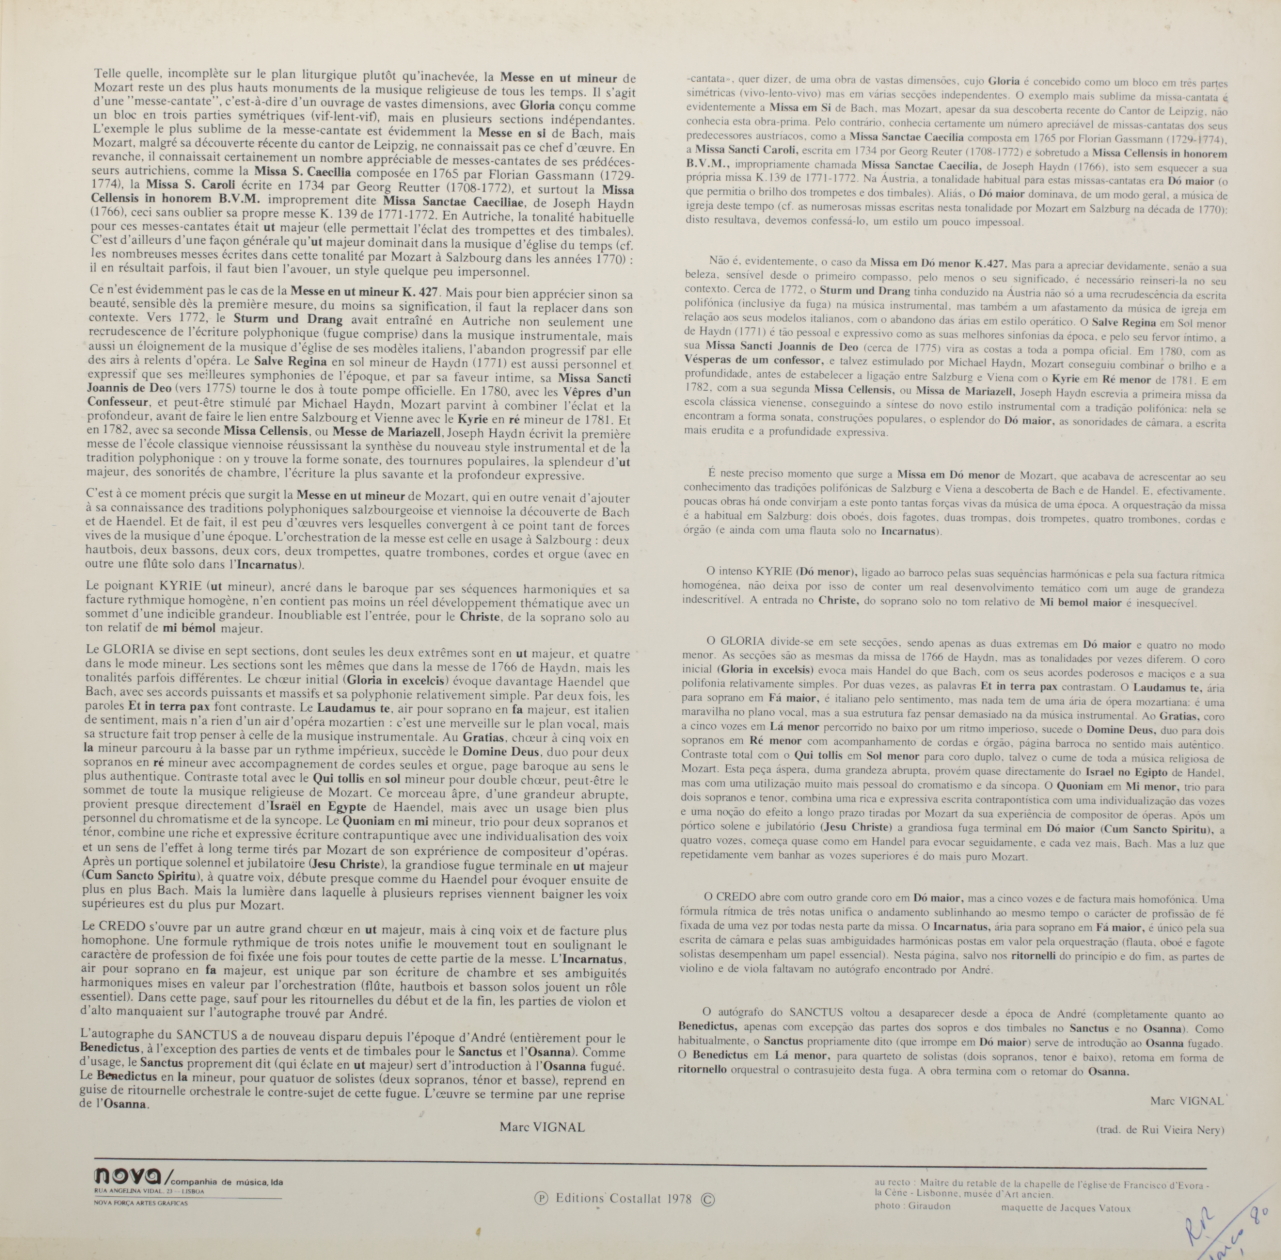 Telle quelle, incomplète sur le plan liturgique plutôt qu'inachevée, la Messe en ut mineur de
Mozart reste un des plus hauts monuments de la musique religieuse de tous les temps. Il s'agit
d'une "messe-cantate", c'est-à-dire d'un ouvrage de vastes dimensions, avec Gloria conçu comme
un bloc en trois parties symétriques (vif-lent-vif), mais en plusieurs sections indépendantes.
L'exemple le plus sublime de la messe-cantate est évidemment la Messe en si de Bach, mais
Mozart, malgré sa découverte récente du cantor de Leipzig, ne connaissait pas ce chef d'œuvre. En
revanche, il connaissait certainement un nombre appréciable de messes-cantates de ses prédéces-
seurs autrichiens, comme la Missa S. Caecilia composée en 1765 par Florian Gassmann (1729-
1774), la Missa S. Caroli écrite en 1734 par Georg Reutter (1708-1772), et surtout la Missa
Cellensis in honorem B.V.M. improprement dite Missa Sanctae Caeciliae, de Joseph Haydn
(1766), ceci sans oublier sa propre messe K. 139 de 1771-1772. En Autriche, la tonalité habituelle
pour ces messes-cantates était ut majeur (elle permettait l'éclat des trompettes et des timbales).
C'est d'ailleurs d'une façon générale qu'ut majeur dominait dans la musique d'église du temps (cf.
les nombreuses messes écrites dans cette tonalité par Mozart à Salzbourg dans les années 1770) :
il en résultait parfois, il faut bien l'avouer, un style quelque peu impersonnel.
Ce n'est évidemment pas le cas de la Messe en ut mineur K. 427. Mais pour bien apprécier sinon sa
beauté, sensible dès la première mesure, du moins sa signification, il faut la replacer dans son
contexte. Vers 1772, le Sturm und Drang avait entraîné en Autriche non seulement une
recrudescence de l'écriture polyphonique (fugue comprise) dans la musique instrumentale, mais
aussi un éloignement de la musique d'église de ses modèles italiens, l'abandon progressif par elle
des airs à relents d'opéra. Le Salve Regina en sol mineur de Haydn (1771) est aussi personnel et
expressif que ses meilleures symphonies de l'époque, et par sa faveur intime, sa Missa Sancti
Joannis de Deo (vers 1775) tourne le dos à toute pompe officielle. En 1780, avec les Vêpres d'un
Confesseur, et peut-être stimulé par Michael Haydn, Mozart parvint à combiner l'éclat et la
profondeur, avant de faire le lien entre Salzbourg et Vienne avec le Kyrie en ré mineur de 1781. Et
en 1782, avec sa seconde Missa Cellensis, ou Messe de Mariazell, Joseph Haydn écrivit la première
messe de l'école classique viennoise réussissant la synthèse du nouveau style instrumental et de la
tradition polyphonique : on y trouve la forme sonate, des tournures populaires, la splendeur d'ut
majeur, des sonorités de chambre, l'écriture la plus savante et la profondeur expressive.
C'est à ce moment précis que surgit la Messe en ut mineur de Mozart, qui en outre venait d'ajouter
à sa connaissance des traditions polyphoniques salzbourgeoise et viennoise la découverte de Bach
et de Haendel. Et de fait, il est peu d'œuvres vers lesquelles convergent à ce point tant de forces
vives de la musique d'une époque. L'orchestration de la messe est celle en usage à Salzbourg : deux
hautbois, deux bassons, deux cors, deux trompettes, quatre trombones, cordes et orgue (avec en
outre une flûte solo dans l'Incarnatus).
Le poignant KYRIE (ut mineur), ancré dans le baroque par ses séquences harmoniques et sa
facture rythmique homogène, n'en contient pas moins un réel développement thématique avec un
sommet d'une indicible grandeur. Inoubliable est l'entrée, pour le Christe, de la soprano solo au
ton relatif de mi bémol majeur.
Le GLORIA se divise en sept sections, dont seules les deux extrêmes sont en ut majeur, et quatre
dans le mode mineur. Les sections sont les mêmes que dans la messe de 1766 de Haydn, mais les
tonalités parfois différentes. Le chœur initial (Gloria in excelcis) évoque davantage Haendel que
Bach, avec ses accords puissants et massifs et sa polyphonie relativement simple. Par deux fois, les
paroles Et in terra pax font contraste. Le Laudamus te, air pour soprano en fa majeur, est italien
de sentiment, mais n'a rien d'un air d'opéra mozartien : c'est une merveille sur le plan vocal, mais
sa structure fait trop penser à celle de la musique instrumentale. Au Gratias, chœur à cinq voix en
la mineur parcouru à la basse par un rythme impérieux, succède le Domine Deus, duo pour deux
sopranos en ré mineur avec accompagnement de cordes seules et orgue, page baroque au sens le
plus authentique. Contraste total avec le Qui tollis en sol mineur pour double chœur, peut-être le
sommet de toute la musique religieuse de Mozart. Ce morceau âpre, d'une grandeur abrupte,
provient presque directement d'Israël en Egypte de Haendel, mais avec un usage bien plus
personnel du chromatisme et de la syncope. Le Quoniam en mi mineur, trio pour deux sopranos et
ténor, combine une riche et expressive écriture contrapuntique avec une individualisation des voix
et un sens de l'effet à long terme tirés par Mozart de son exprérience de compositeur d'opéras.
Après un portique solennel et jubilatoire (Jesu Christe), la grandiose fugue terminale en ut majeur
(Cum Sancto Spiritu), à quatre voix, débute presque comme du Haendel pour évoquer ensuite de
plus en plus Bach. Mais la lumière dans laquelle à plusieurs reprises viennent baigner les voix
supérieures est du plus pur Mozart.
Le CREDO s'ouvre par un autre grand chœur en ut majeur, mais à cinq voix et de facture plus
homophone. Une formule rythmique de trois notes unifie le mouvement tout en soulignant le
caractère de profession de foi fixée une fois pour toutes de cette partie de la messe. L'Incarnatus,
air pour soprano en fa majeur, est unique par son écriture de chambre et ses ambiguités
harmoniques mises en valeur par l'orchestration (flûte, hautbois et basson solos jouent un rôle
essentiel). Dans cette page, sauf pour les ritournelles du début et de la fin, les parties de violon et
d'alto manquaient sur l'autographe trouvé par André.
L'autographe du SANCTUS a de nouveau disparu depuis l'époque d'André (entièrement pour le
Benedictus, à l'exception des parties de vents et de timbales pour le Sanctus et l'Osanna). Comme
d'usage, le Sanctus proprement dit (qui éclate en ut majeur) sert d'introduction à l'Osanna fugué.
Le Benedictus en la mineur, pour quatuor de solistes (deux sopranos, ténor et basse), reprend en
guise de ritournelle orchestrale le contre-sujet de cette fugue. L'œuvre se termine par une reprise
de l'Osanna.
Marc VIGNAL
-cantata-, quer dizer, de uma obra de vastas dimensões, cujo Gloria é concebido como um bloco em três partes
simétricas (vivo-lento-vivo) mas em várias secções independentes. O exemplo mais sublime da missa-cantata é
evidentemente a Missa em Si de Bach, mas Mozart, apesar da sua descoberta recente do Cantor de Leipzig, não
conhecia esta obra-prima. Pelo contrário, conhecia certamente um número apreciável de missas-cantatas dos seus
predecessores austriacos, como a Missa Sanctae Caecilia composta em 1765 por Florian Gassmann (1729-1774),
a Missa Sancti Caroli, escrita em 1734 por Georg Reuter (1708-1772) e sobretudo a Missa Cellensis in honorem
B.V.M., impropriamente chamada Missa Sanctae Caecilia, de Joseph Haydn (1766), isto sem esquecer a sua
própria missa K.139 de 1771-1772. Na Áustria, a tonalidade habitual para estas missas-cantatas era Dó maior (o
que permitia o brilho dos trompetes e dos timbales). Aliás, o Dó maior dominava, de um modo geral, a música de
igreja deste tempo (cf. as numerosas missas escritas nesta tonalidade por Mozart em Salzburg na década de 1770):
disto resultava, devemos confessá-lo, um estilo um pouco impessoal.
Não é, evidentemente, o caso da Missa em Dó menor K.427. Mas para a apreciar devidamente, senão a sua
beleza, sensível desde o primeiro compasso, pelo menos o seu significado, é necessário reinseri-la no seu
contexto. Cerca de 1772, o Sturm und Drang tinha conduzido na Austria não só a uma recrudescência da escrita
polifónica (inclusive da fuga) na música instrumental, mas também a um afastamento da música de igreja em
relação aos seus modelos italianos, com o abandono das árias em estilo operático. O Salve Regina em Sol menor
de Haydn (1771) é tão pessoal e expressivo como as suas melhores sinfonias da época, e pelo seu fervor íntimo, a
sua Missa Sancti Joannis de Deo (cerca de 1775) vira as costas a toda a pompa oficial. Em 1780, com as
Vésperas de um confessor, e talvez estimulado por Michael Haydn, Mozart conseguiu combinar o brilho e a
profundidade, antes de estabelecer a ligação entre Salzburg e Viena com o Kyrie em Ré menor de 1781. E em
1782, com a sua segunda Missa Cellensis, ou Missa de Mariazell, Joseph Haydn escrevia a primeira missa da
escola clássica vienense, conseguindo a síntese do novo estilo instrumental com a tradição polifónica: nela se
encontram a forma sonata, construções populares, o esplendor do Dó maior, as sonoridades de câmara, a escrita
mais erudita e a profundidade expressiva.
É neste preciso momento que surge a Missa em Dó menor de Mozart, que acabava de acrescentar ao seu
conhecimento das tradições polifónicas de Salzburg e Viena a descoberta de Bach e de Handel. E, efectivamente,
poucas obras há onde convirjam a este ponto tantas forças vivas da música de uma época. A orquestração da missa
é a habitual em Salzburg: dois oboés, dois fagotes, duas trompas, dois trompetes, quatro trombones, cordas e
órgão (e ainda com uma flauta solo no Incarnatus).
O intenso KYRIE (Dó menor), ligado ao barroco pelas suas sequências harmónicas e pela sua factura rítmica
homogénea, não deixa por isso de conter um real desenvolvimento temático com um auge de grandeza
indescritível. A entrada no Christe, do soprano solo no tom relativo de Mi bemol maior é inesquecível.
O GLORIA divide-se em sete secções, sendo apenas as duas extremas em Dó maior e quatro no modo
menor. As secções são as mesmas da missa de 1766 de Haydn, mas as tonalidades por vezes diferem. O coro
inicial (Gloria in excelsis) evoca mais Handel do que Bach, com os seus acordes poderosos e maciços e a sua
polifonia relativamente simples. Por duas vezes, as palavras Et in terra pax contrastam. O Laudamus te, ária
para soprano em Fá maior, é italiano pelo sentimento, mas nada tem de uma ária de ópera mozartiana: é uma
maravilha no plano vocal, mas a sua estrutura faz pensar demasiado na da música instrumental. Ao Gratias, coro
a cinco vozes em Lá menor percorrido no baixo por um ritmo imperioso, sucede o Domine Deus, duo para dois
sopranos em Ré menor com acompanhamento de cordas e órgão, página barroca no sentido mais autêntico.
Contraste total com o Qui tollis em Sol menor para coro duplo, talvez o cume de toda a música religiosa de
Mozart. Esta peça áspera, duma grandeza abrupta, provém quase directamente do Israel no Egipto de Handel,
mas com uma utilização muito mais pessoal do cromatismo e da síncopa. O Quoniam em Mi menor, trio para
dois sopranos e tenor, combina uma rica e expressiva escrita contrapontística com uma individualização das vozes
e uma noção do efeito a longo prazo tiradas por Mozart da sua experiência de compositor de óperas. Após um
pórtico solene e jubilatório (Jesu Christe) a grandiosa fuga terminal em Dó maior (Cum Sancto Spiritu), a
quatro vozes, começa quase como em Handel para evocar seguidamente, e cada vez mais, Bach. Mas a luz que
repetidamente vem banhar as vozes superiores é do mais puro Mozart.
O CREDO abre com outro grande coro em Dó maior, mas a cinco vozes e de factura mais homofónica. Uma
fórmula rítmica de três notas unifica o andamento sublinhando ao mesmo tempo o carácter de profissão de fé
fixada de uma vez por todas nesta parte da missa. O Incarnatus, ária para soprano em Fá maior, é único pela sua
escrita de câmara e pelas suas ambiguidades harmónicas postas em valor pela orquestração (flauta, oboé e fagote
solistas desempenham um papel essencial). Nesta página, salvo nos ritornelli do princípio e do fim, as partes de
violino e de viola faltavam no autógrafo encontrado por André.
O autógrafo do SANCTUS voltou a desaparecer desde a época de André (completamente quanto ao
Benedictus, apenas com excepção das partes dos sopros e dos timbales no Sanctus e no Osanna). Como
habitualmente, o Sanctus propriamente dito (que irrompe em Dó maior) serve de introdução ao Osanna fugado.
O Benedictus em Lá menor, para quarteto de solistas (dois sopranos, tenor e baixo), retoma em forma de
ritornello orquestral o contrasujeito desta fuga. A obra termina com o retomar do Osanna.
Marc VIGNAL
(trad. de Rui Vieira Nery)
nova/companhia de música, lda
RUA ANGELINA VIDAL, 23 — LISBOA
NOVA FORÇA ARTES GRAFICAS
Ⓟ Editions Costallat 1978 ©
au recto : Maître du retable de la chapelle de l'église de Francisco d'Evora -
la Cène - Lisbonne, musée d'Art ancien.
photo : Giraudon maquette de Jacques Vatoux